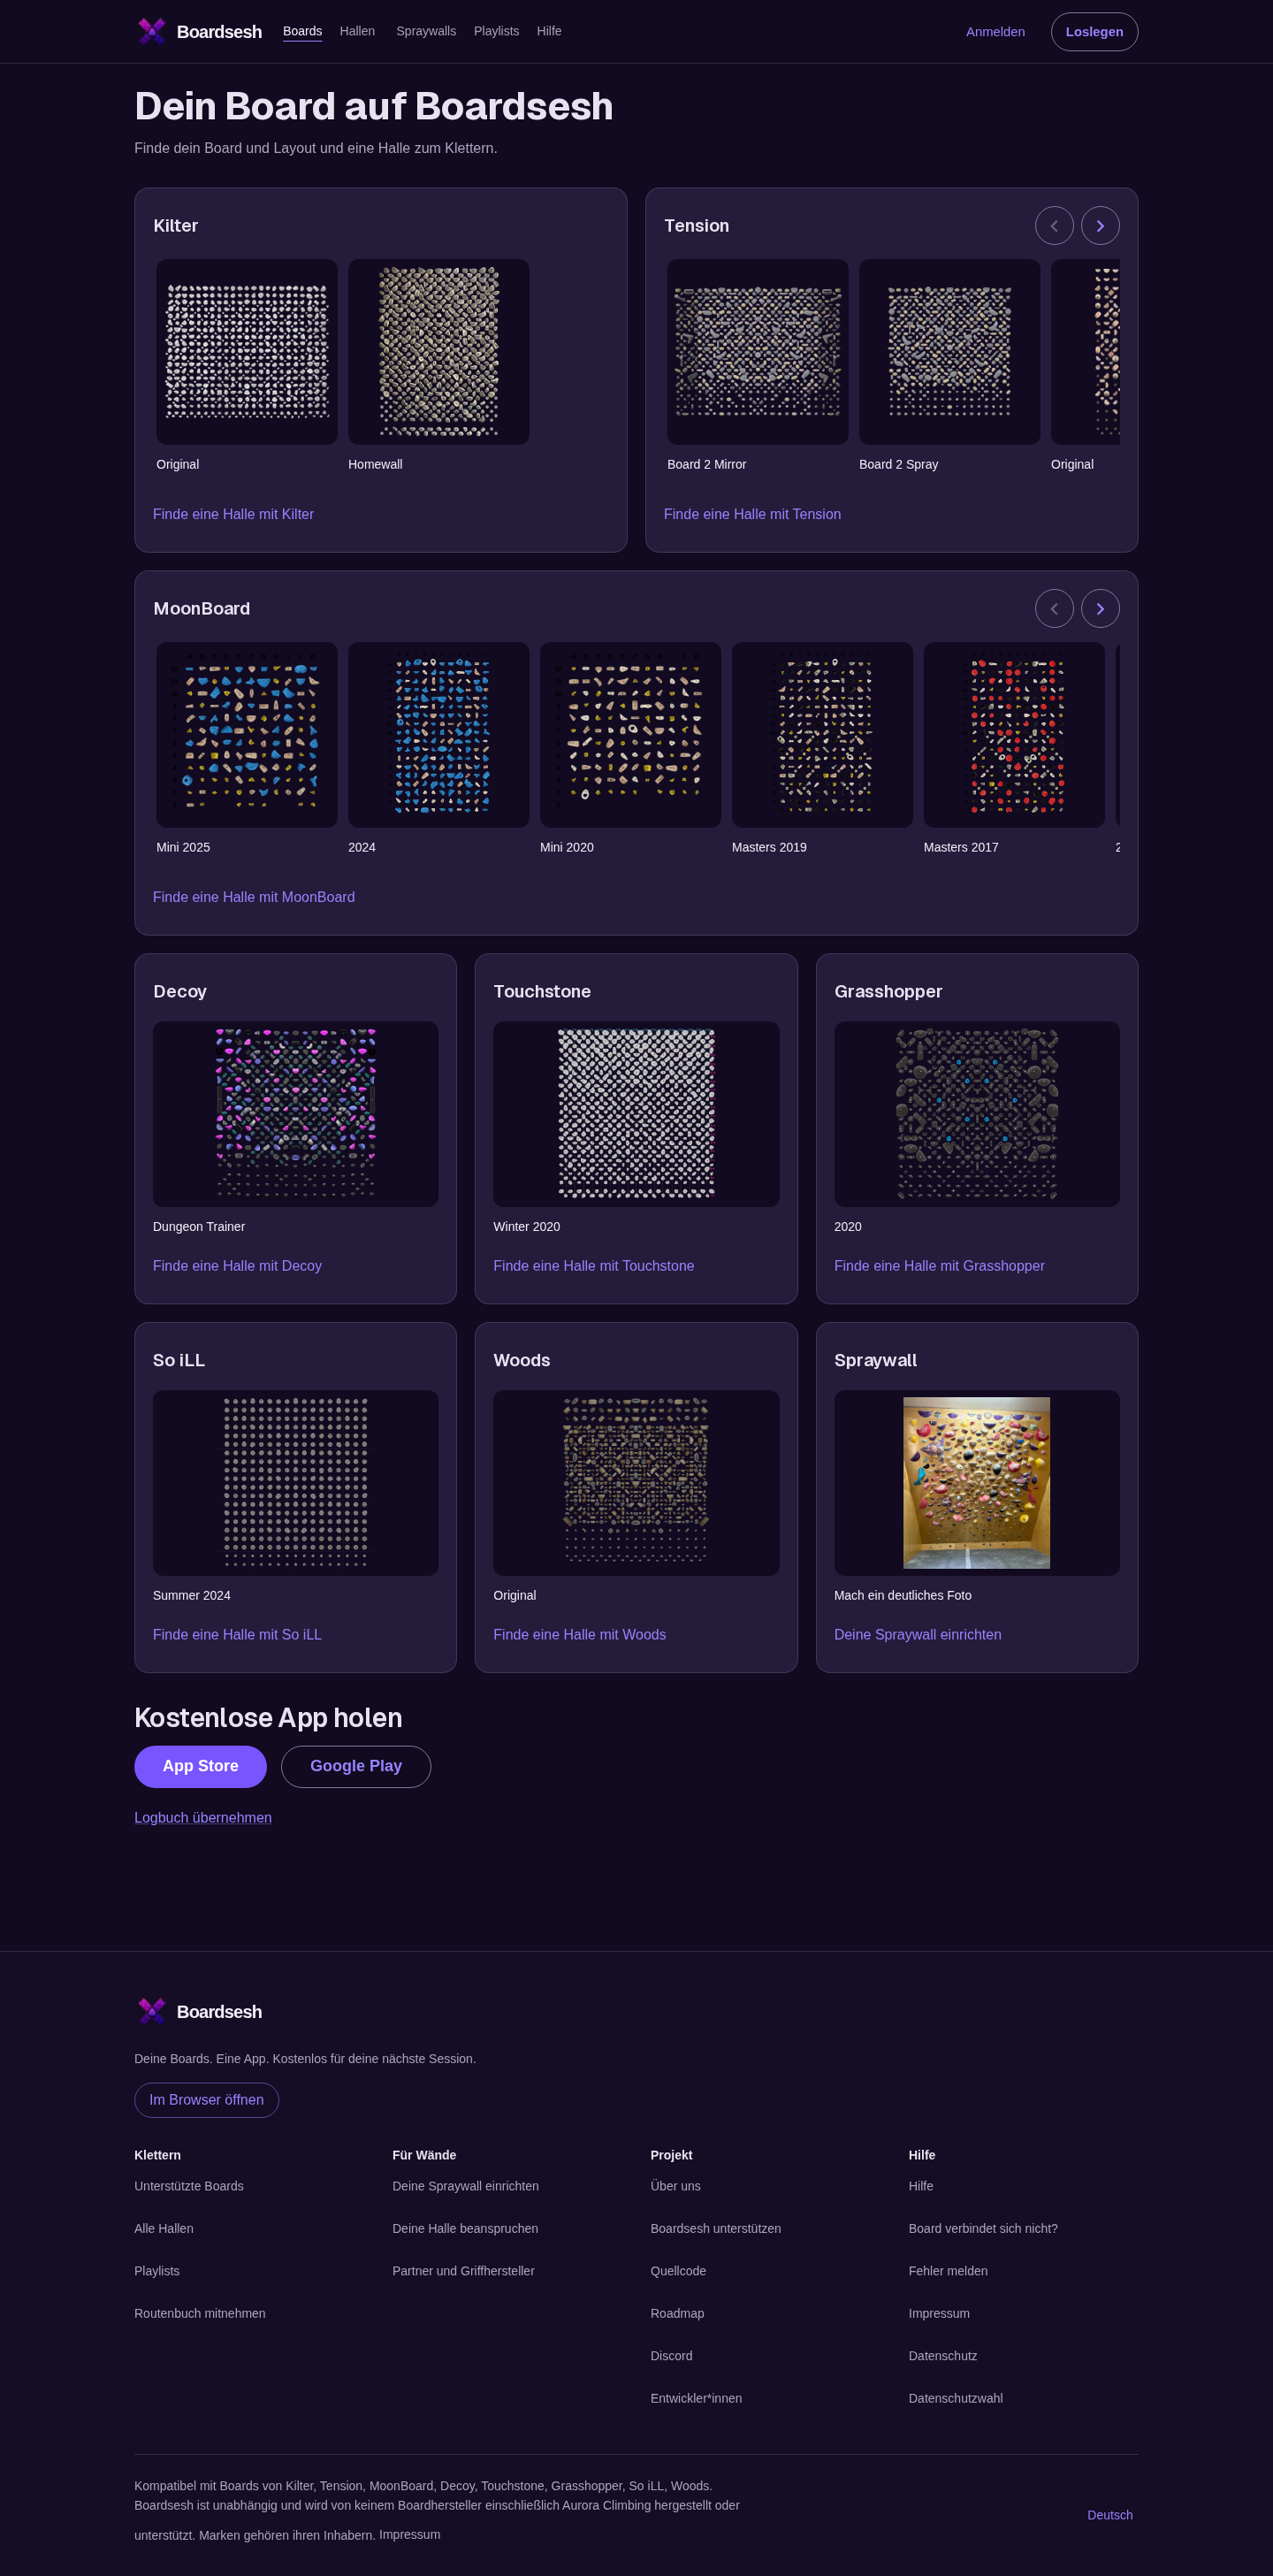 Boardsesh
Boards
Hallen
Spraywalls
Playlists
Hilfe
Anmelden
Loslegen
Dein Board auf Boardsesh
Finde dein Board und Layout und eine Halle zum Klettern.
Kilter
Original
Homewall
Finde eine Halle mit Kilter
Tension
Board 2 Mirror
Board 2 Spray
Original
Finde eine Halle mit Tension
MoonBoard
Mini 2025
2024
Mini 2020
Masters 2019
Masters 2017
Finde eine Halle mit MoonBoard
Decoy
Dungeon Trainer
Finde eine Halle mit Decoy
Touchstone
Winter 2020
Finde eine Halle mit Touchstone
Grasshopper
2020
Finde eine Halle mit Grasshopper
So iLL
Summer 2024
Finde eine Halle mit So iLL
Woods
Original
Finde eine Halle mit Woods
Spraywall
Mach ein deutliches Foto
Deine Spraywall einrichten
Kostenlose App holen
App Store
Google Play
Logbuch übernehmen
Boardsesh
Deine Boards. Eine App. Kostenlos für deine nächste Session.
Im Browser öffnen
Klettern
Unterstützte Boards
Alle Hallen
Playlists
Routenbuch mitnehmen
Für Wände
Deine Spraywall einrichten
Deine Halle beanspruchen
Partner und Griffhersteller
Projekt
Über uns
Boardsesh unterstützen
Quellcode
Roadmap
Discord
Entwickler*innen
Hilfe
Hilfe
Board verbindet sich nicht?
Fehler melden
Impressum
Datenschutz
Datenschutzwahl
Kompatibel mit Boards von Kilter, Tension, MoonBoard, Decoy, Touchstone, Grasshopper, So iLL, Woods.
Boardsesh ist unabhängig und wird von keinem Boardhersteller einschließlich Aurora Climbing hergestellt oder
unterstützt. Marken gehören ihren Inhabern. Impressum
Deutsch